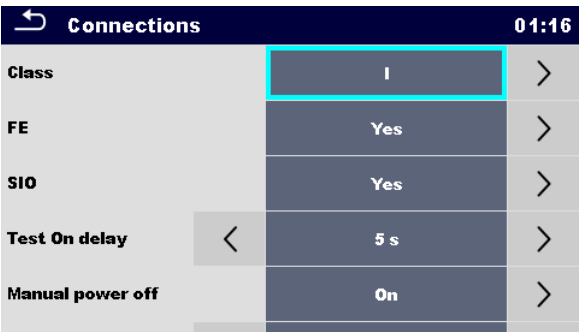 Connections 01:16
Class I
FE Yes
SIO Yes
Test On delay 5 s
Manual power off On